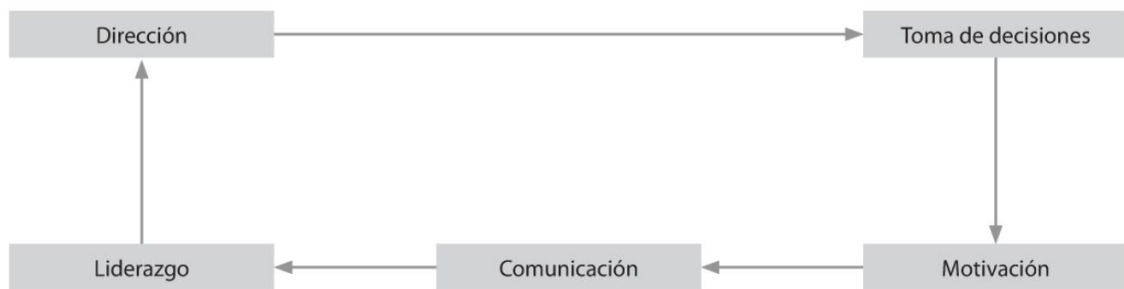 Dirección
Toma de decisiones
Liderazgo
Comunicación
Motivación